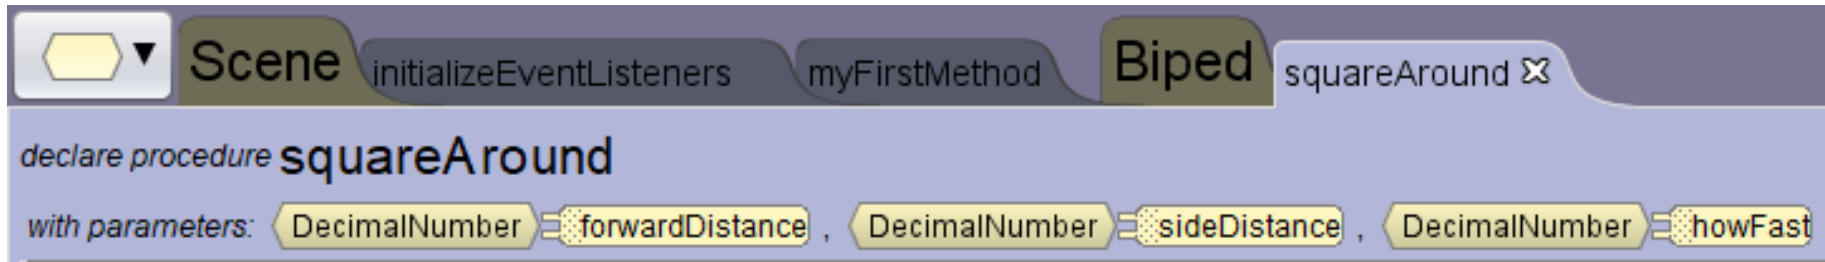 Scene initializeEventListeners myFirstMethod Biped squareAround
declare procedure squareAround
with parameters: DecimalNumber forwardDistance , DecimalNumber sideDistance , DecimalNumber howFast